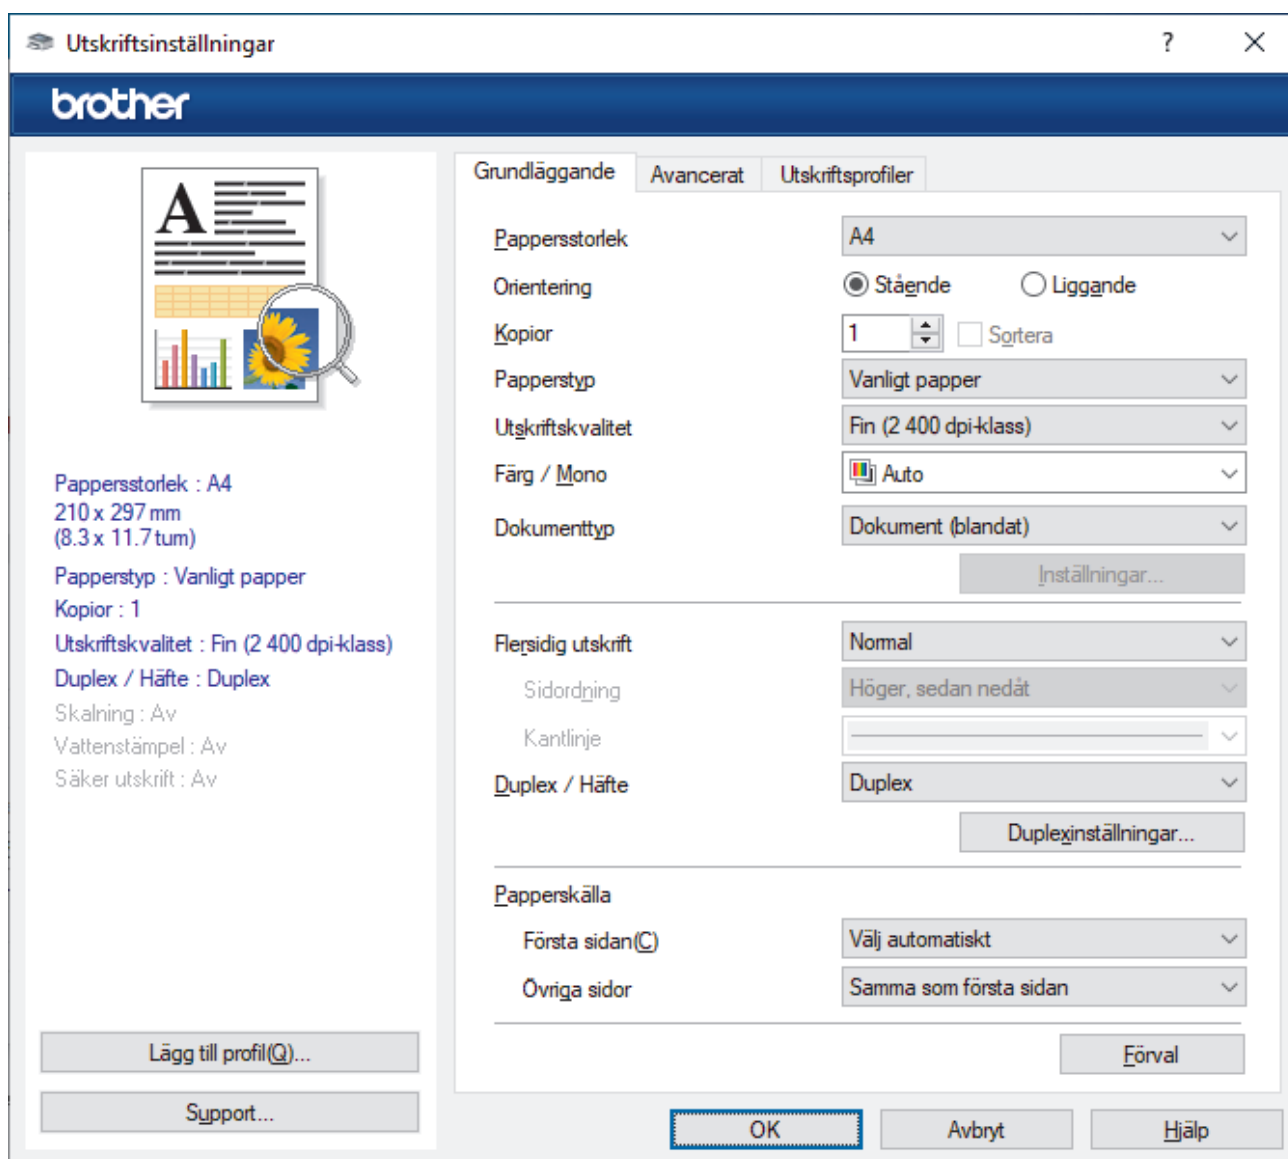 Utskriftsinställningar
?
brother
A
Pappersstorlek : A4
210 x 297 mm
(8.3 x 11.7 tum)
Papperstyp : Vanligt papper
Kopior : 1
Utskriftskvalitet : Fin (2 400 dpi-klass)
Duplex / Häfte : Duplex
Skalning : Av
Vattenstämpel : Av
Säker utskrift : Av
Lägg till profil(Q)...
Support...
Grundläggande Avancerat Utskriftsprofiler
Pappersstorlek A4
Orientering Stående Liggande
Kopior 1 Sortera
Papperstyp Vanligt papper
Utskriftskvalitet Fin (2 400 dpi-klass)
Färg / Mono Auto
Dokumenttyp Dokument (blandat)
Inställningar...
Flersidig utskrift Normal
Sidordning Höger, sedan nedåt
Kantlinje
Duplex / Häfte Duplex
Duplexinställningar...
Papperskälla
Första sidan(C) Välj automatiskt
Övriga sidor Samma som första sidan
Förval
OK Avbryt Hjälp